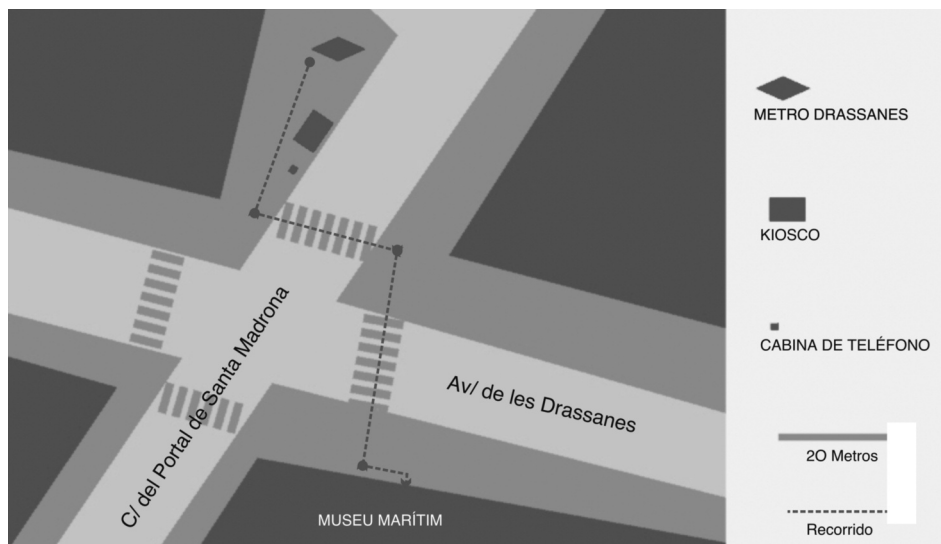 METRO DRASSANES
KIOSCO
CABINA DE TELÉFONO
2O Metros
Recorrido
C/ del Portal de Santa Madrona
Av/ de les Drassanes
MUSEU MARÍTIM